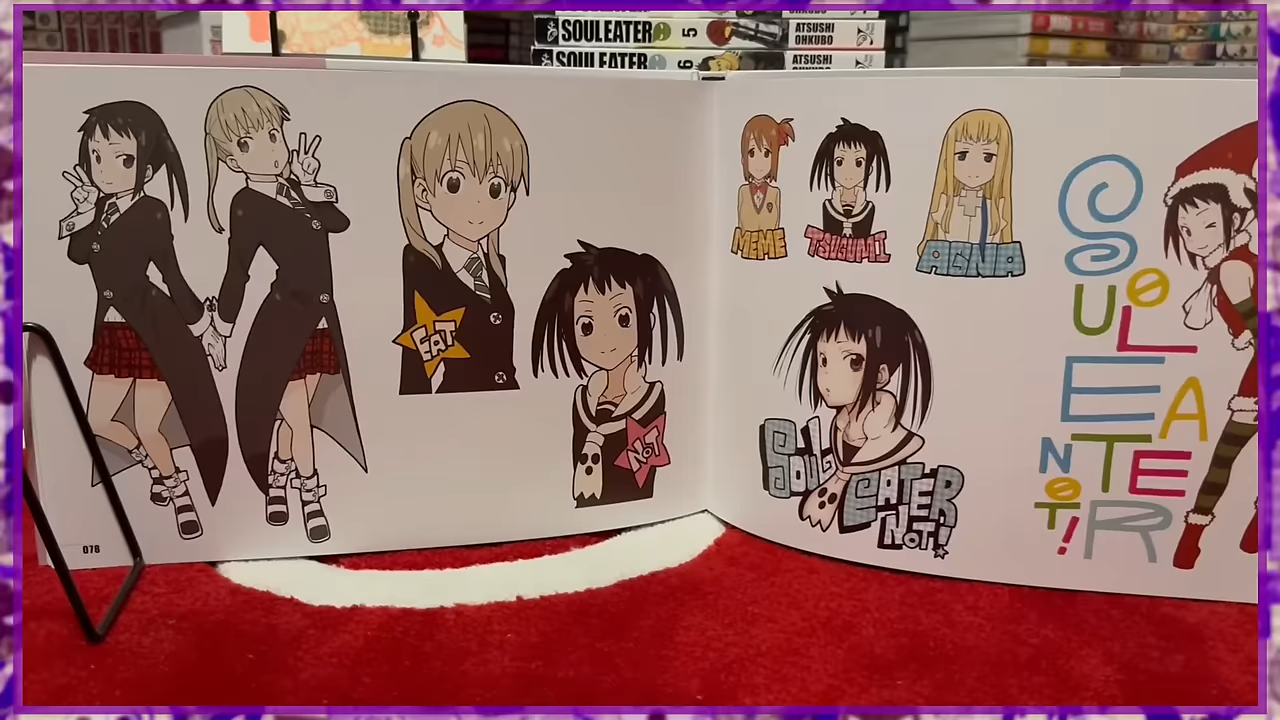 SOUL EATER 5 ATSUSHI OHKUBO
SOUL EATER 6 ATSUSHI
EAT
NOT
078
MEME
TSUGUMI
AGNA
SOUL
EATER
NOT!
SOUL
EATER
NOT!